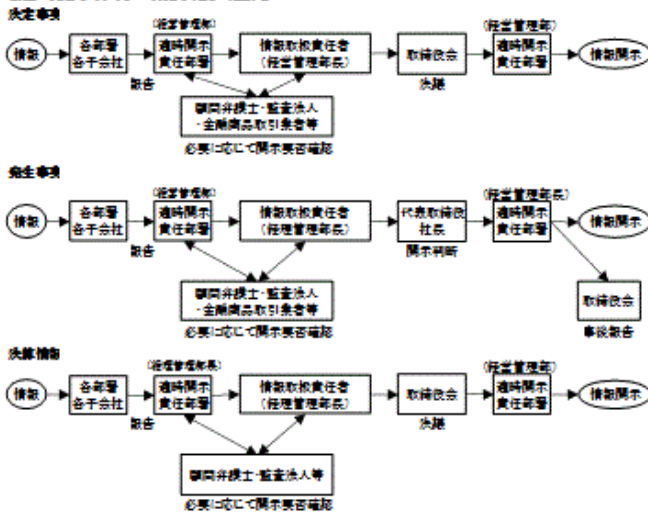 決定事項
(経営管理部)
(経営管理部)
情報
各部署
各子会社
適時開示
責任部署
情報取扱責任者
(経営管理部長)
取締役会
適時開示
責任部署
情報開示
報告
決議
顧問弁護士・監査法人
・金融商品取引業者等
必要に応じて開示要否確認
発生事項
(経営管理部)
(経営管理部長)
情報
各部署
各子会社
適時開示
責任部署
情報取扱責任者
(経理管理部長)
代表取締役
社長
適時開示
責任部署
情報開示
報告
開示判断
顧問弁護士・監査法人
・金融商品取引業者等
取締役会
必要に応じて開示要否確認
事後報告
決算情報
(経理管理部長)
(経営管理部)
情報
各部署
各子会社
適時開示
責任部署
情報取扱責任者
(経理管理部長)
取締役会
適時開示
責任部署
情報開示
報告
決議
顧問弁護士・監査法人等
必要に応じて開示要否確認